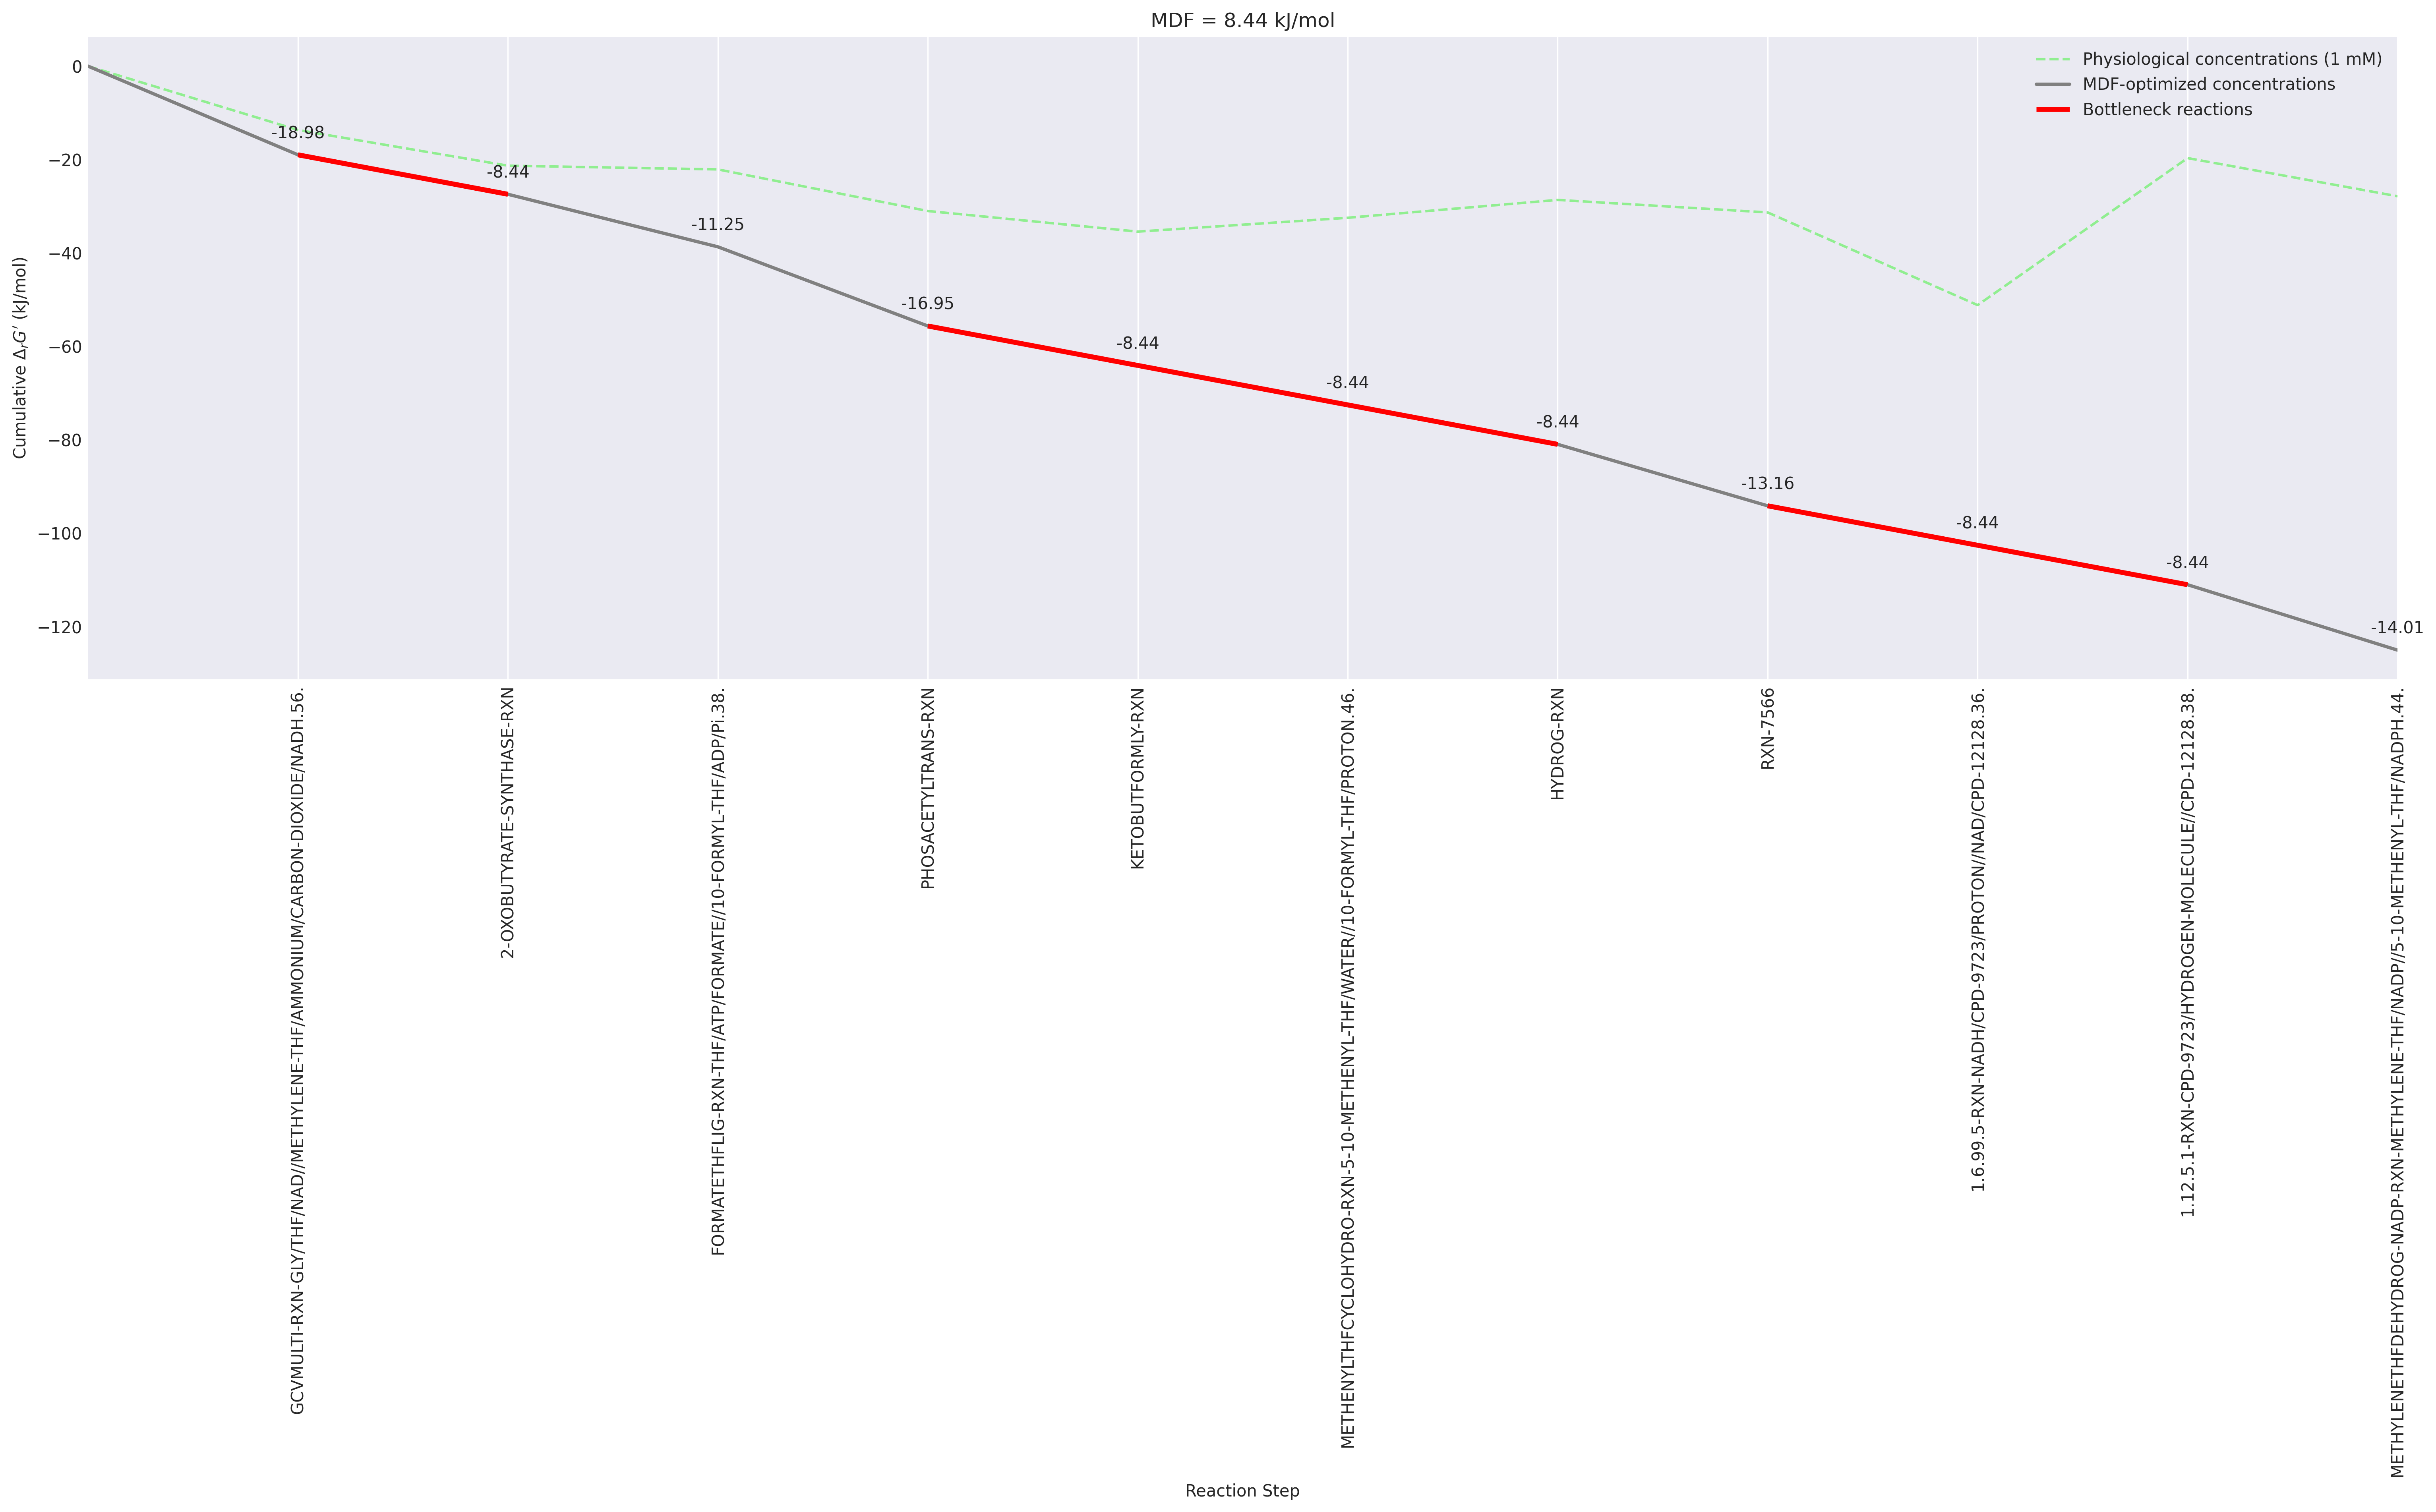 MDF = 8.44 kJ/mol
Physiological concentrations (1 mM)
MDF-optimized concentrations
Bottleneck reactions
Cumulative ΔrG′ (kJ/mol)
0
−20
−40
−60
−80
−100
−120
-18.98
-8.44
-11.25
-16.95
-8.44
-8.44
-8.44
-13.16
-8.44
-8.44
-14.01
GCVMULTI-RXN-GLY/THF/NAD//METHYLENE-THF/AMMONIUM/CARBON-DIOXIDE/NADH.56.
2-OXOBUTYRATE-SYNTHASE-RXN
FORMATETHFLIG-RXN-THF/ATP/FORMATE//10-FORMYL-THF/ADP/Pi.38.
PHOSACETYLTRANS-RXN
KETOBUTFORMLY-RXN
METHENYLTHFCYCLOHYDRO-RXN-5-10-METHENYL-THF/WATER//10-FORMYL-THF/PROTON.46.
HYDROG-RXN
RXN-7566
1.6.99.5-RXN-NADH/CPD-9723/PROTON//NAD/CPD-12128.36.
1.12.5.1-RXN-CPD-9723/HYDROGEN-MOLECULE//CPD-12128.38.
METHYLENETHFDEHYDROG-NADP-RXN-METHYLENE-THF/NADP//5-10-METHENYL-THF/NADPH.44.
Reaction Step